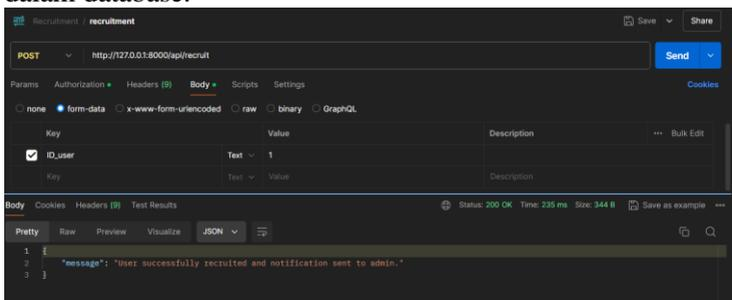 dalam database.
Recruitment / recruitment Save Share
POST http://127.0.0.1:8000/api/recruit Send
Params Authorization Headers (9) Body Scripts Settings Cookies
none form-data x-www-form-urlencoded raw binary GraphQL
Key Value Description ••• Bulk Edit
ID_user Text 1
Key Text Value Description
Body Cookies Headers (9) Test Results Status: 200 OK Time: 235 ms Size: 344 B Save as example •••
Pretty Raw Preview Visualize JSON
1 {
2 "message": "User successfully recruited and notification sent to admin."
3 }